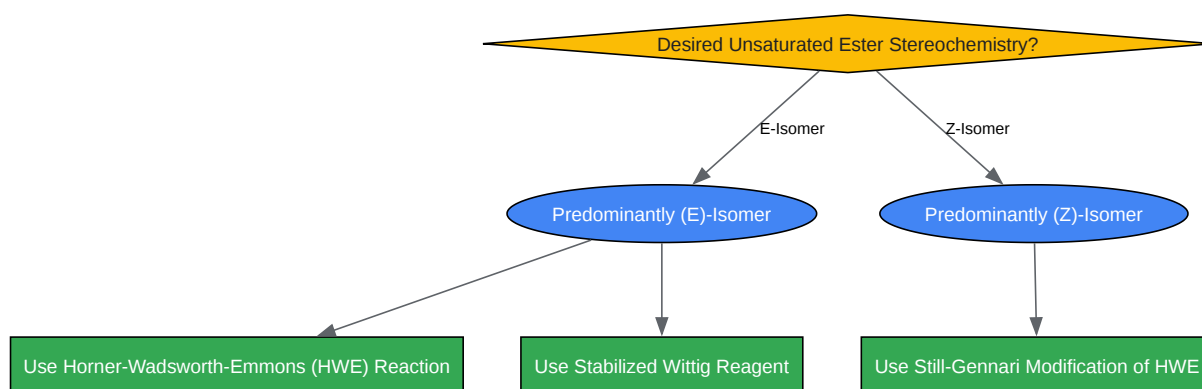 Desired Unsaturated Ester Stereochemistry?
E-Isomer
Z-Isomer
Predominantly (E)-Isomer
Predominantly (Z)-Isomer
Use Horner-Wadsworth-Emmons (HWE) Reaction
Use Stabilized Wittig Reagent
Use Still-Gennari Modification of HWE